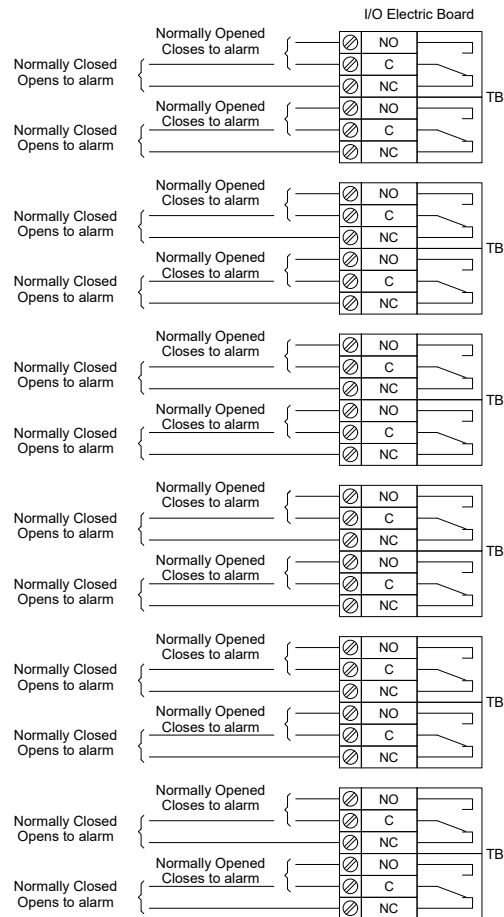 I/O Electric Board
Normally Opened
Closes to alarm
NO
Normally Closed
Opens to alarm
C
NC
TB
Normally Opened
Closes to alarm
NO
Normally Closed
Opens to alarm
C
NC
Normally Opened
Closes to alarm
NO
Normally Closed
Opens to alarm
C
NC
TB
Normally Opened
Closes to alarm
NO
Normally Closed
Opens to alarm
C
NC
Normally Opened
Closes to alarm
NO
Normally Closed
Opens to alarm
C
NC
TB
Normally Opened
Closes to alarm
NO
Normally Closed
Opens to alarm
C
NC
Normally Opened
Closes to alarm
NO
Normally Closed
Opens to alarm
C
NC
TB
Normally Opened
Closes to alarm
NO
Normally Closed
Opens to alarm
C
NC
Normally Opened
Closes to alarm
NO
Normally Closed
Opens to alarm
C
NC
TB
Normally Opened
Closes to alarm
NO
Normally Closed
Opens to alarm
C
NC
Normally Opened
Closes to alarm
NO
Normally Closed
Opens to alarm
C
NC
TB
Normally Opened
Closes to alarm
NO
Normally Closed
Opens to alarm
C
NC